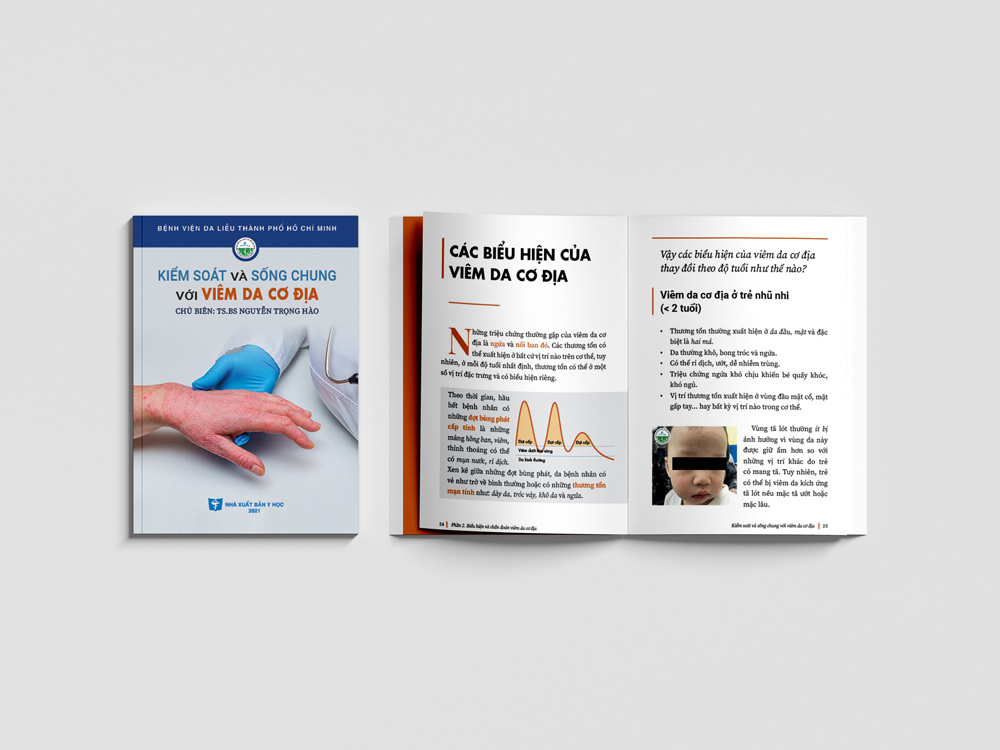 BỆNH VIỆN DA LIỄU THÀNH PHỐ HỒ CHÍ MINH
KIỂM SOÁT VÀ SỐNG CHUNG
VỚI VIÊM DA CƠ ĐỊA
CHỦ BIÊN: TS.BS NGUYỄN TRỌNG HÀO
NHÀ XUẤT BẢN Y HỌC
2021
CÁC BIỂU HIỆN CỦA
VIÊM DA CƠ ĐỊA
Những triệu chứng thường gặp của viêm da cơ
địa là ngứa và nổi ban đỏ. Các thương tổn có
thể xuất hiện ở bất cứ vị trí nào trên cơ thể, tuy
nhiên, ở mỗi độ tuổi nhất định, thương tổn có thể ở một
số vị trí đặc trưng và có biểu hiện riêng.
Theo thời gian, hầu
hết bệnh nhân có
những đợt bùng phát
cấp tính là những
mảng hồng ban, viêm,
thỉnh thoảng có thể
có mụn nước, rỉ dịch.
Đợt cấp
Đợt cấp
Đợt cấp
Viêm dưới lâm sàng
Da bình thường
Xen kẽ giữa những đợt bùng phát, da bệnh nhân có
vẻ như trở về bình thường hoặc có những thương tổn
mạn tính như: dày da, tróc vảy, khô da và ngứa.
24 | Phần 2. Biểu hiện và chẩn đoán viêm da cơ địa
Vậy các biểu hiện của viêm da cơ địa
thay đổi theo độ tuổi như thế nào?
Viêm da cơ địa ở trẻ nhũ nhi
(< 2 tuổi)
• Thương tổn thường xuất hiện ở da đầu, mặt và đặc
biệt là hai má.
• Da thường khô, bong tróc và ngứa.
• Có thể rỉ dịch, ướt, dễ nhiễm trùng.
• Triệu chứng ngứa khó chịu khiến bé quấy khóc,
khó ngủ.
• Vị trí thương tổn xuất hiện ở vùng đầu mặt cổ, mặt
gấp tay... hay bất kỳ vị trí nào trong cơ thể.
Vùng tã lót thường ít bị
ảnh hưởng vì vùng da này
được giữ ẩm hơn so với
những vị trí khác do trẻ
có mang tã. Tuy nhiên, trẻ
có thể bị viêm da kích ứng
tã lót nếu mặc tã ướt hoặc
mặc lâu.
Kiểm soát và sống chung với viêm da cơ địa | 25